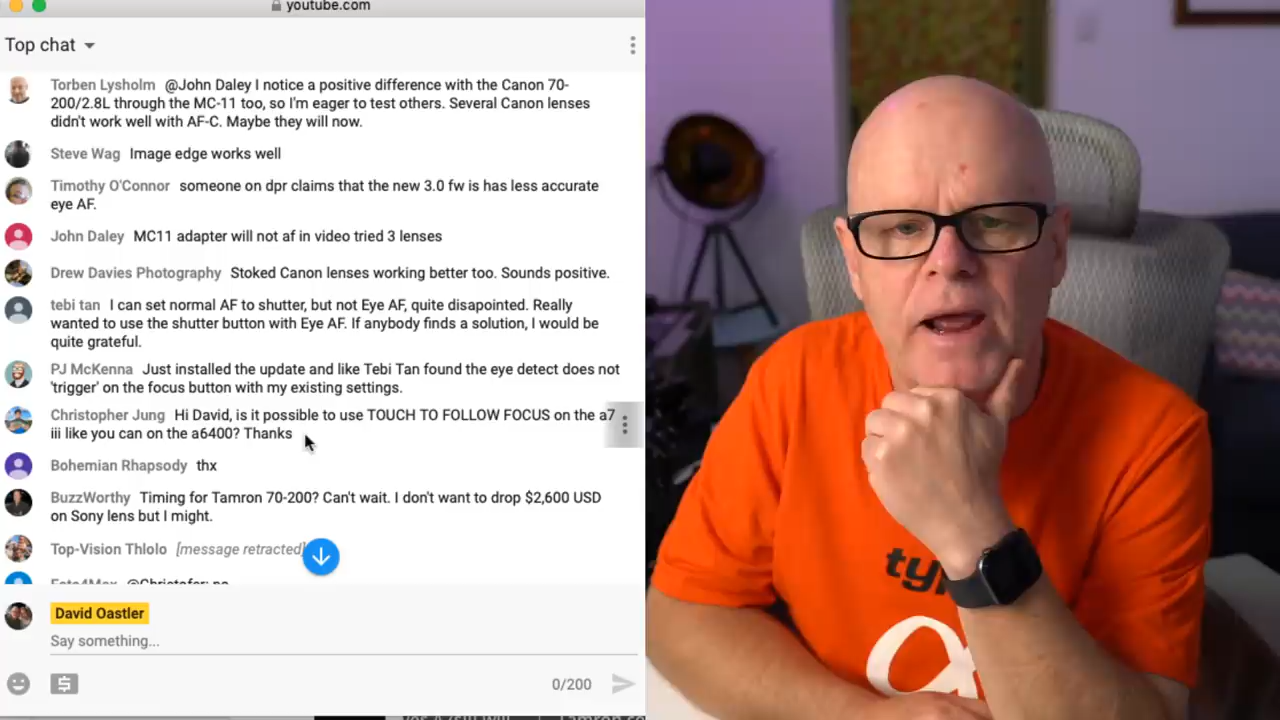 youtube.com
Top chat
Torben Lysholm @John Daley I notice a positive difference with the Canon 70-
200/2.8L through the MC-11 too, so I'm eager to test others. Several Canon lenses
didn't work well with AF-C. Maybe they will now.
Steve Wag Image edge works well
Timothy O'Connor someone on dpr claims that the new 3.0 fw is has less accurate
eye AF.
John Daley MC11 adapter will not af in video tried 3 lenses
Drew Davies Photography Stoked Canon lenses working better too. Sounds positive.
tebi tan I can set normal AF to shutter, but not Eye AF, quite disapointed. Really
wanted to use the shutter button with Eye AF. If anybody finds a solution, I would be
quite grateful.
PJ McKenna Just installed the update and like Tebi Tan found the eye detect does not
'trigger' on the focus button with my existing settings.
Christopher Jung Hi David, is it possible to use TOUCH TO FOLLOW FOCUS on the a7
iii like you can on the a6400? Thanks
Bohemian Rhapsody thx
BuzzWorthy Timing for Tamron 70-200? Can't wait. I don't want to drop $2,600 USD
on Sony lens but I might.
Top-Vision Thlolo [message retracted]
David Oastler
Say something...
0/200